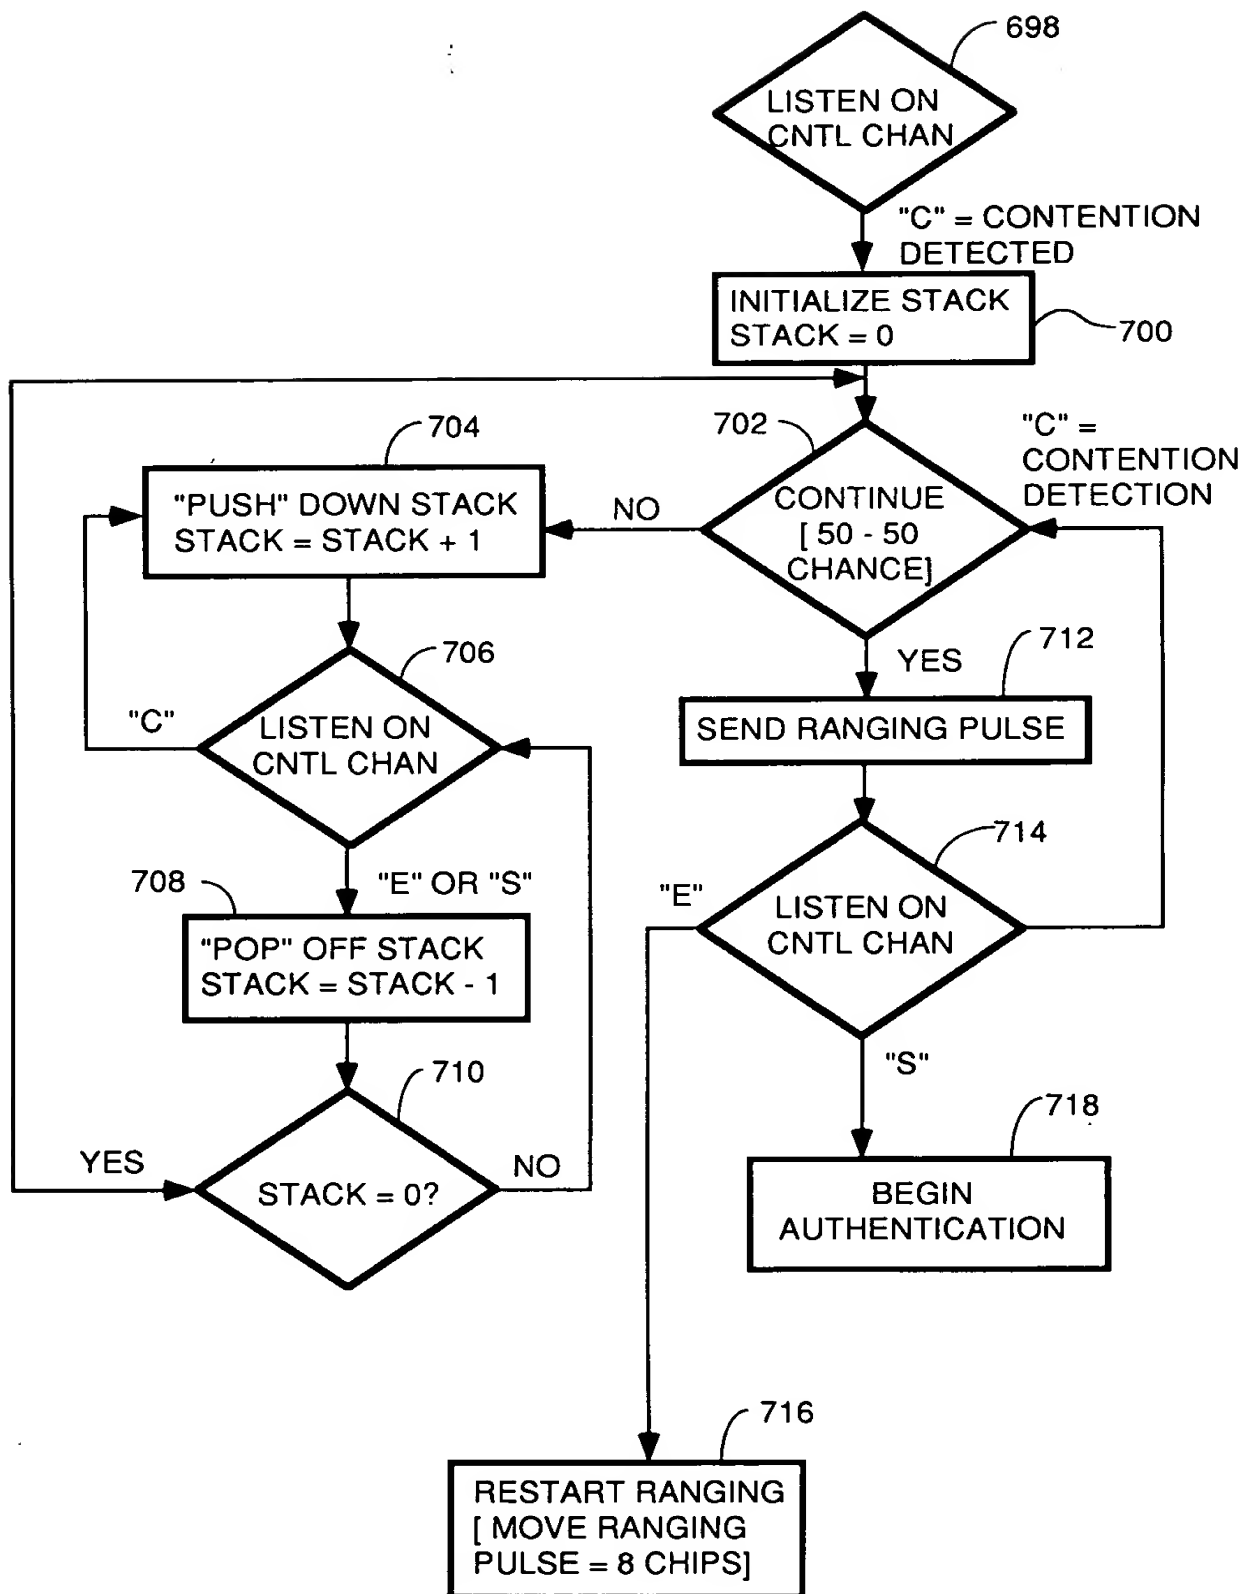 698
LISTEN ON
CNTL CHAN
"C" = CONTENTION
DETECTED
INITIALIZE STACK
STACK = 0
700
702
"C" =
CONTENTION
DETECTION
CONTINUE
[ 50 - 50
CHANCE]
NO
704
"PUSH" DOWN STACK
STACK = STACK + 1
706
"C"
LISTEN ON
CNTL CHAN
"E" OR "S"
708
"POP" OFF STACK
STACK = STACK - 1
710
YES
STACK = 0?
NO
YES
712
SEND RANGING PULSE
714
"E"
LISTEN ON
CNTL CHAN
"S"
718
BEGIN
AUTHENTICATION
716
RESTART RANGING
[ MOVE RANGING
PULSE = 8 CHIPS]